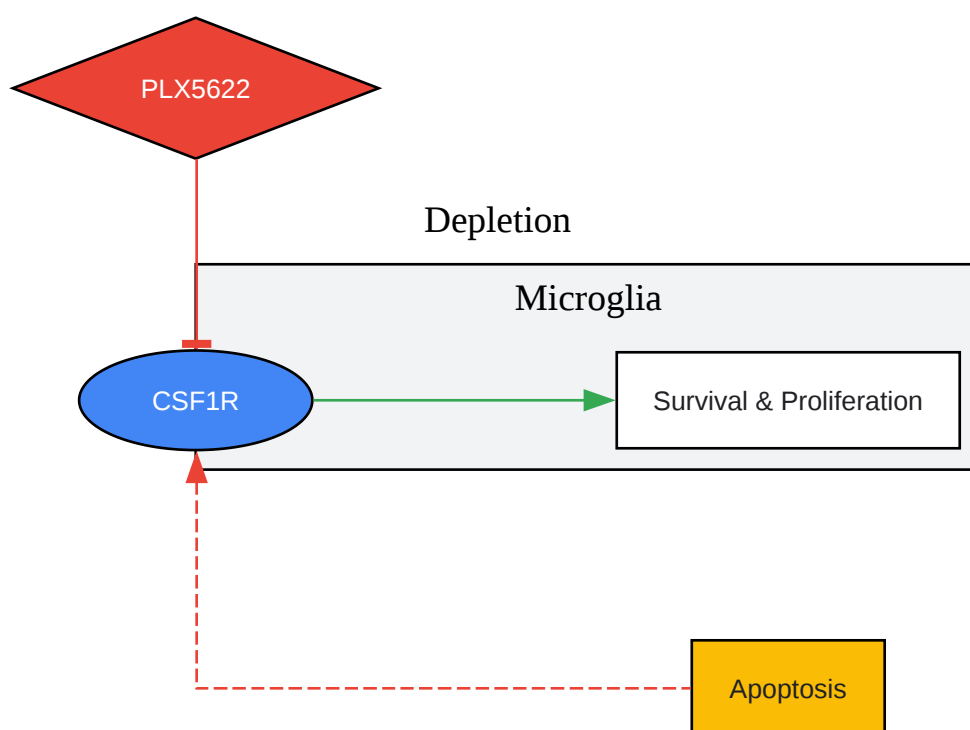 PLX5622
Depletion
Microglia
CSF1R
Survival & Proliferation
Apoptosis